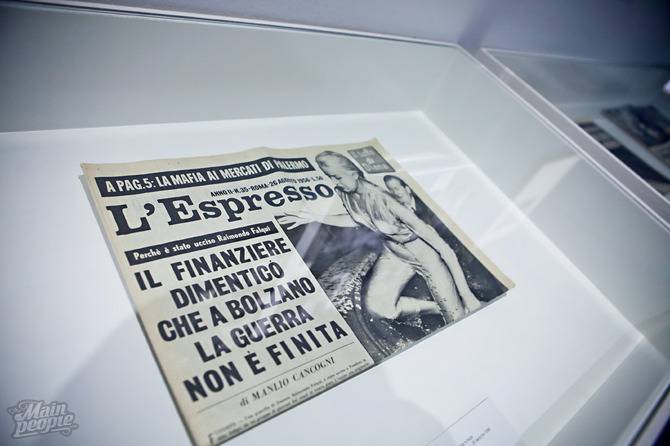 A PAG.5: LA MAFIA AI MERCATI DI PALERMO
ANNO II-N.35-ROMA-26 AGOSTO 1956-L.50
L'Espresso
Perchè è stato ucciso Raimondo Falqui
IL FINANZIERE
DIMENTICÒ
CHE A BOLZANO
LA GUERRA
NON È FINITA
di MANLIO CANCOGNI
Main
people